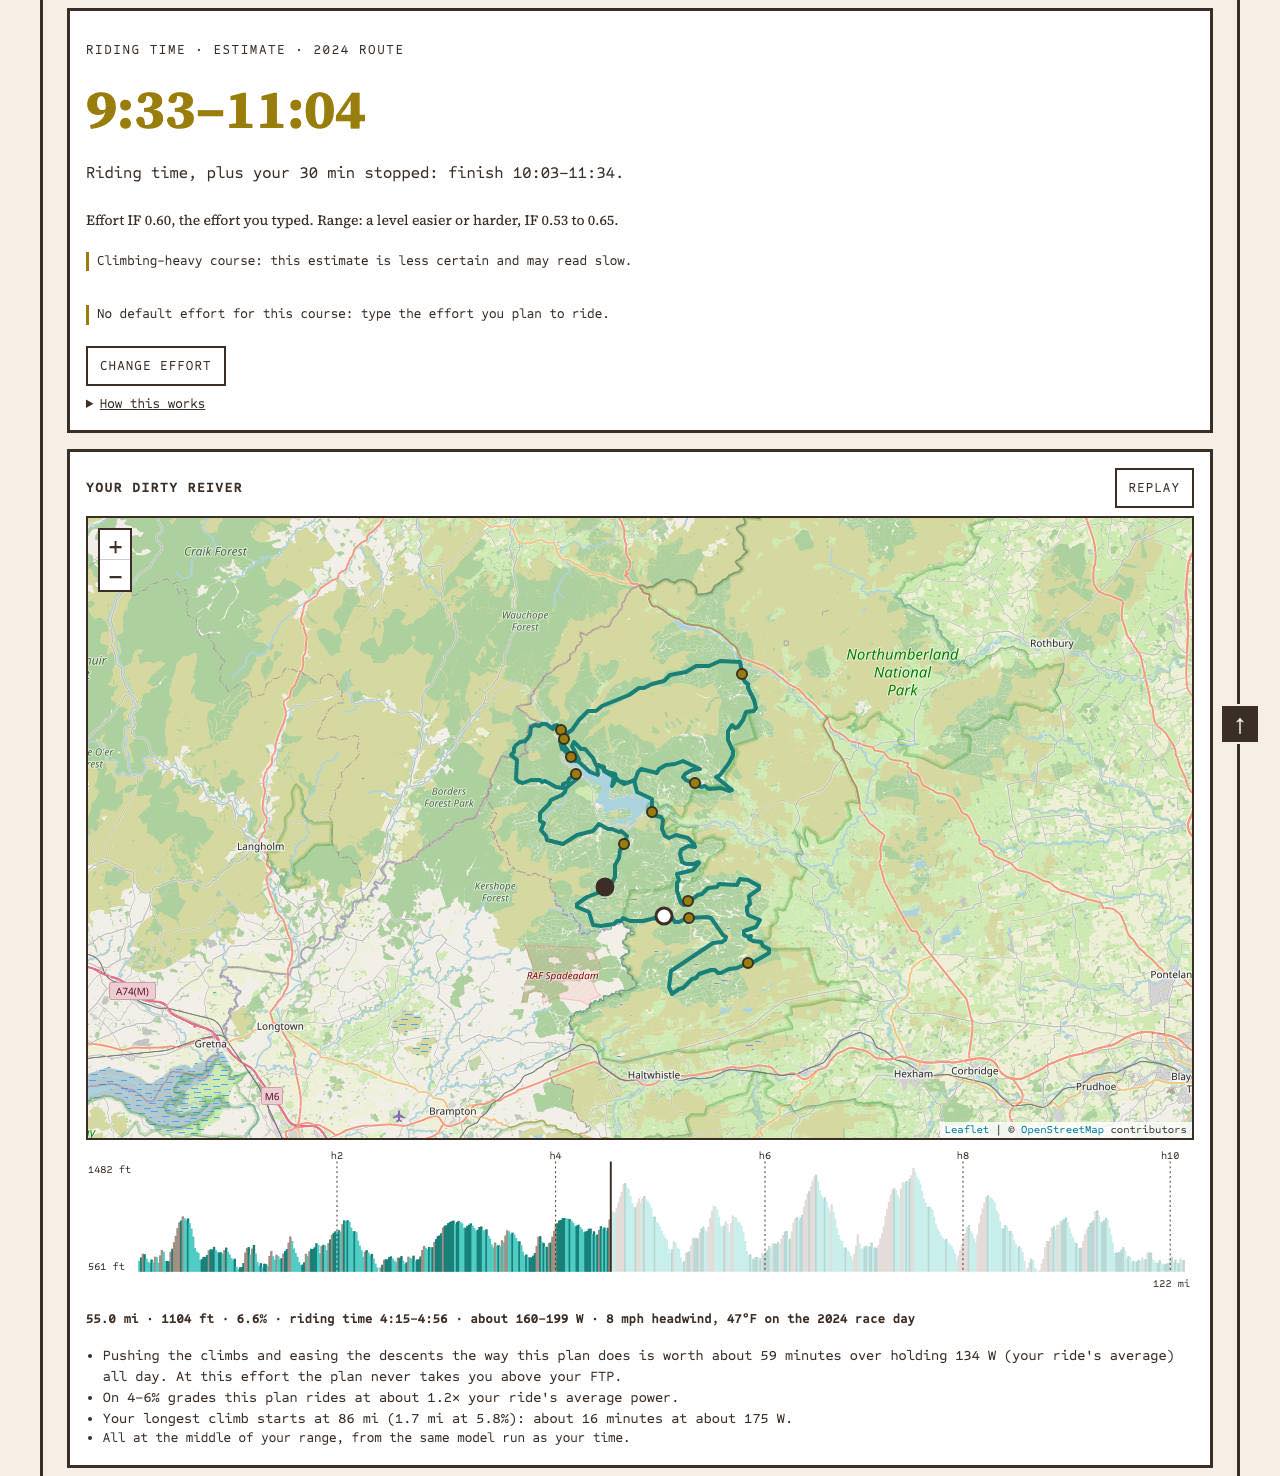 RIDING TIME · ESTIMATE · 2024 ROUTE
9:33–11:04
Riding time, plus your 30 min stopped: finish 10:03–11:34.
Effort IF 0.60, the effort you typed. Range: a level easier or harder, IF 0.53 to 0.65.
Climbing-heavy course: this estimate is less certain and may read slow.
No default effort for this course: type the effort you plan to ride.
CHANGE EFFORT
▶ How this works
YOUR DIRTY REIVER
REPLAY
+
−
Craik Forest
Wauchope
Forest
Rothbury
Northumberland
National
Park
muir
t
e O'er
rest
Borders
Forest Park
Langholm
Kershope
Forest
RAF Spadeadam
A74(M)
Pontelan
Longtown
Gretna
Haltwhistle
Hexham
Corbridge
Blay
T
Prudhoe
M6
Brampton
ay
Leaflet | © OpenStreetMap contributors
↑
h2
h4
h6
h8
h10
1482 ft
561 ft
122 mi
55.0 mi · 1104 ft · 6.6% · riding time 4:15–4:56 · about 160–199 W · 8 mph headwind, 47°F on the 2024 race day
• Pushing the climbs and easing the descents the way this plan does is worth about 59 minutes over holding 134 W (your ride's average)
all day. At this effort the plan never takes you above your FTP.
• On 4–6% grades this plan rides at about 1.2× your ride's average power.
• Your longest climb starts at 86 mi (1.7 mi at 5.8%): about 16 minutes at about 175 W.
• All at the middle of your range, from the same model run as your time.